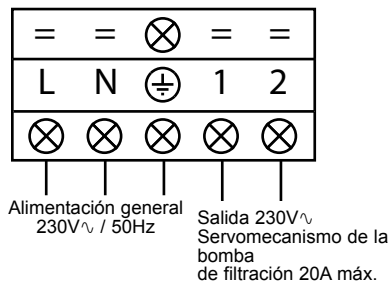 = = = =
L N 1 2
Alimentación general
230V∿ / 50Hz
Salida 230V∿
Servomecanismo de la
bomba
de filtración 20A máx.